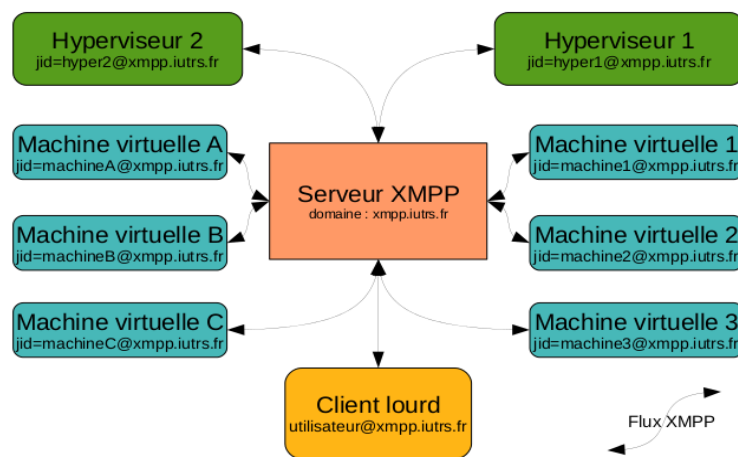 Hyperviseur 2
jid=hyper2@xmpp.iutrs.fr
Hyperviseur 1
jid=hyper1@xmpp.iutrs.fr
Machine virtuelle A
jid=machineA@xmpp.iutrs.fr
Machine virtuelle 1
jid=machine1@xmpp.iutrs.fr
Serveur XMPP
domaine : xmpp.iutrs.fr
Machine virtuelle B
jid=machineB@xmpp.iutrs.fr
Machine virtuelle 2
jid=machine2@xmpp.iutrs.fr
Machine virtuelle C
jid=machineC@xmpp.iutrs.fr
Machine virtuelle 3
jid=machine3@xmpp.iutrs.fr
Client lourd
utilisateur@xmpp.iutrs.fr
Flux XMPP